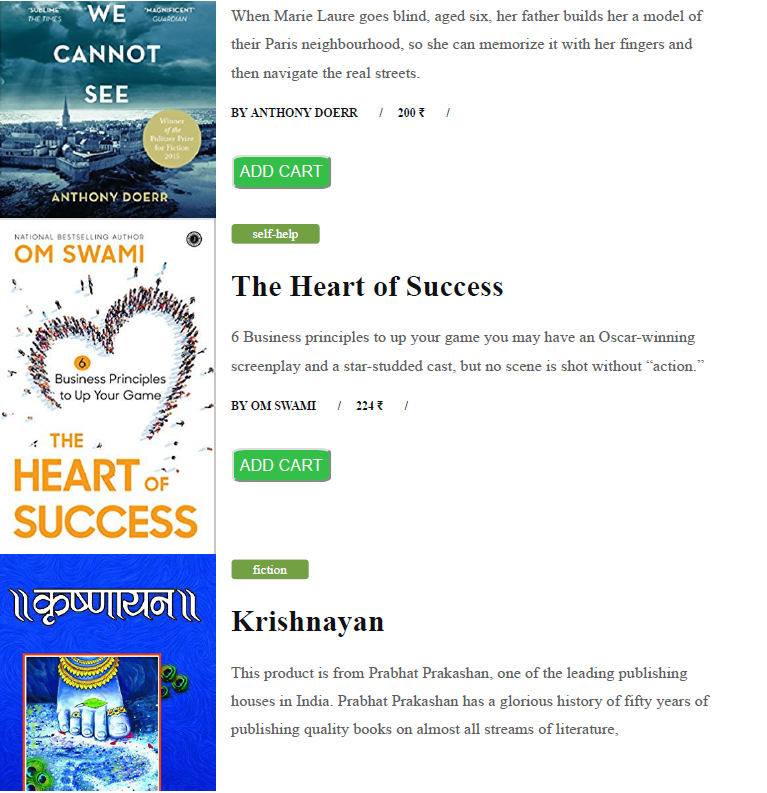 "SUBLIME"
THE TIMES
"MAGNIFICENT"
GUARDIAN
WE
CANNOT
SEE
Winner
of the
Pulitzer Prize
for Fiction
2015
ANTHONY DOERR
When Marie Laure goes blind, aged six, her father builds her a model of
their Paris neighbourhood, so she can memorize it with her fingers and
then navigate the real streets.
BY ANTHONY DOERR / 200 ₹ /
ADD CART
NATIONAL BESTSELLING AUTHOR
OM SWAMI
6
Business Principles
to Up Your Game
THE
HEART OF
SUCCESS
self-help
The Heart of Success
6 Business principles to up your game you may have an Oscar-winning
screenplay and a star-studded cast, but no scene is shot without “action.”
BY OM SWAMI / 224 ₹ /
ADD CART
॥कृष्णायन॥
fiction
Krishnayan
This product is from Prabhat Prakashan, one of the leading publishing
houses in India. Prabhat Prakashan has a glorious history of fifty years of
publishing quality books on almost all streams of literature,